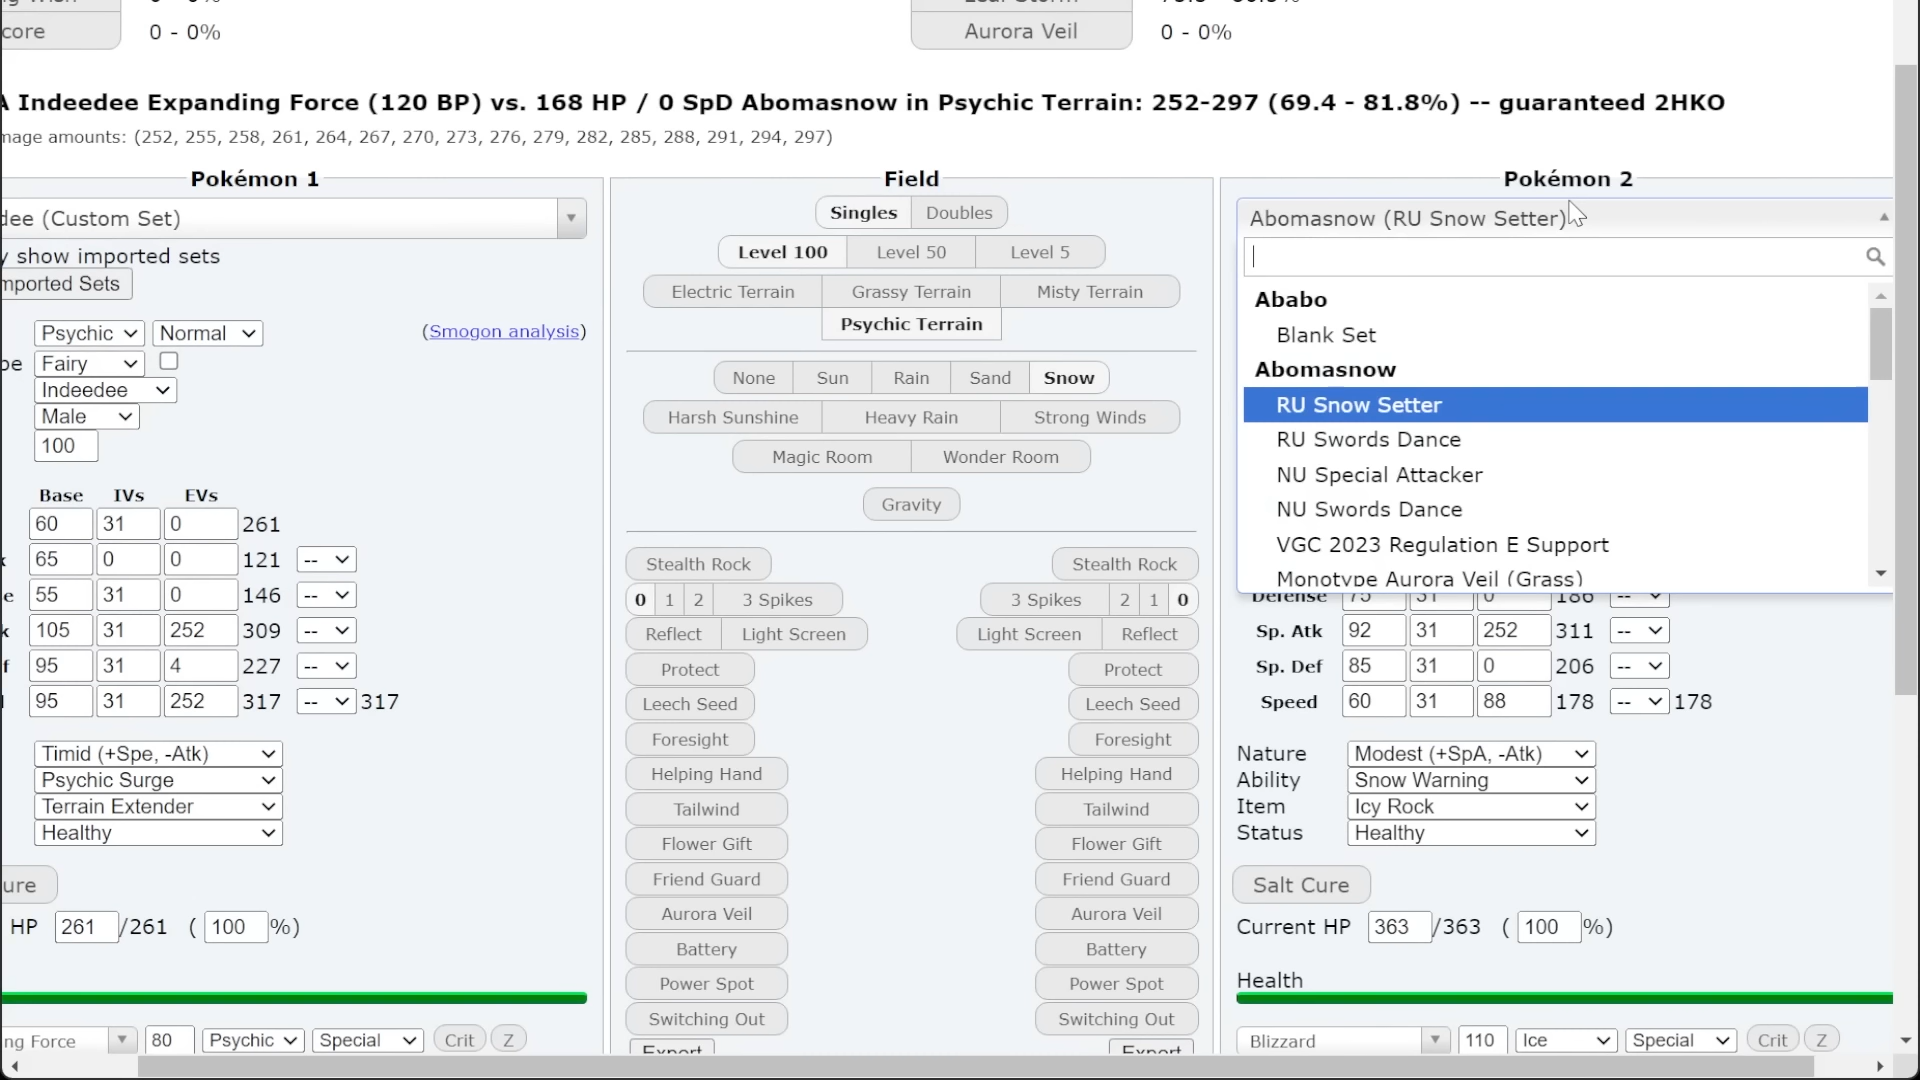 core
0 - 0%
Aurora Veil
0 - 0%
A Indeedee Expanding Force (120 BP) vs. 168 HP / 0 SpD Abomasnow in Psychic Terrain: 252-297 (69.4 - 81.8%) -- guaranteed 2HKO
mage amounts: (252, 255, 258, 261, 264, 267, 270, 273, 276, 279, 282, 285, 288, 291, 294, 297)
Pokémon 1
dee (Custom Set)
y show imported sets
mported Sets
Psychic Normal
(Smogon analysis)
pe Fairy
Indeedee
Male
100
Base IVs EVs
60 31 0 261
65 0 0 121 --
e 55 31 0 146 --
k 105 31 252 309 --
f 95 31 4 227 --
95 31 252 317 -- 317
Timid (+Spe, -Atk)
Psychic Surge
Terrain Extender
Healthy
ure
HP 261 /261 ( 100 %)
ng Force 80 Psychic Special Crit Z
Field
Singles Doubles
Level 100 Level 50 Level 5
Electric Terrain Grassy Terrain Misty Terrain
Psychic Terrain
None Sun Rain Sand Snow
Harsh Sunshine Heavy Rain Strong Winds
Magic Room Wonder Room
Gravity
Stealth Rock Stealth Rock
0 1 2 3 Spikes 3 Spikes 2 1 0
Reflect Light Screen Light Screen Reflect
Protect Protect
Leech Seed Leech Seed
Foresight Foresight
Helping Hand Helping Hand
Tailwind Tailwind
Flower Gift Flower Gift
Friend Guard Friend Guard
Aurora Veil Aurora Veil
Battery Battery
Power Spot Power Spot
Switching Out Switching Out
Export Export
Pokémon 2
Abomasnow (RU Snow Setter)
Ababo
Blank Set
Abomasnow
RU Snow Setter
RU Swords Dance
NU Special Attacker
NU Swords Dance
VGC 2023 Regulation E Support
Monotype Aurora Veil (Grass)
Defense 75 31 0 186 --
Sp. Atk 92 31 252 311 --
Sp. Def 85 31 0 206 --
Speed 60 31 88 178 -- 178
Nature Modest (+SpA, -Atk)
Ability Snow Warning
Item Icy Rock
Status Healthy
Salt Cure
Current HP 363 /363 ( 100 %)
Health
Blizzard 110 Ice Special Crit Z